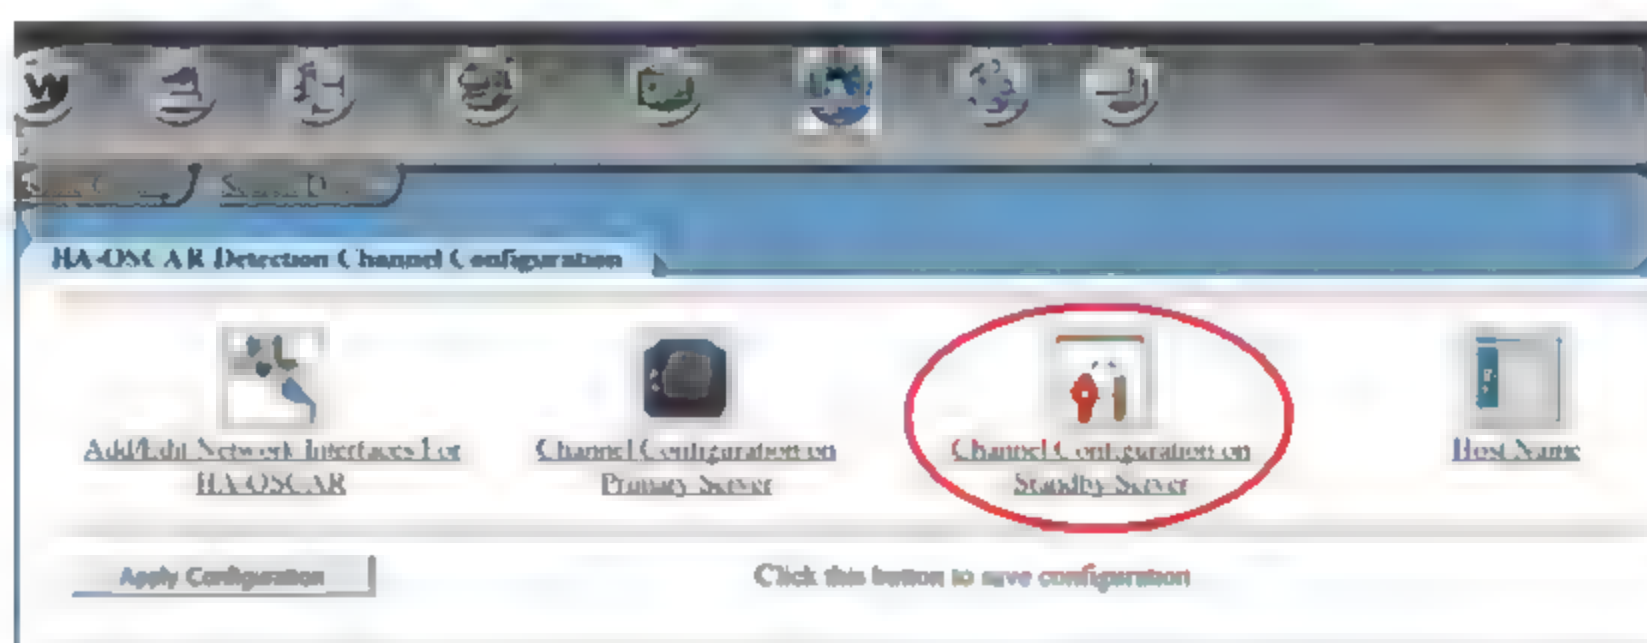 HA-OSCAR Detection Channel Configuration
Add/Edit Network Interfaces For
HA-OSCAR
Channel Configuration on
Primary Server
Channel Configuration on
Standby Server
Host Name
Apply Configuration
Click this button to save configuration